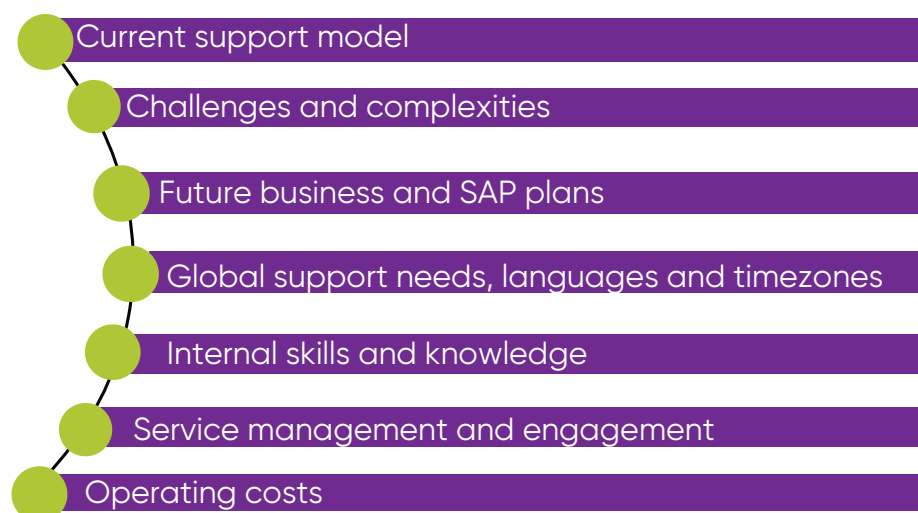 Current support model
Challenges and complexities
Future business and SAP plans
Global support needs, languages and timezones
Internal skills and knowledge
Service management and engagement
Operating costs